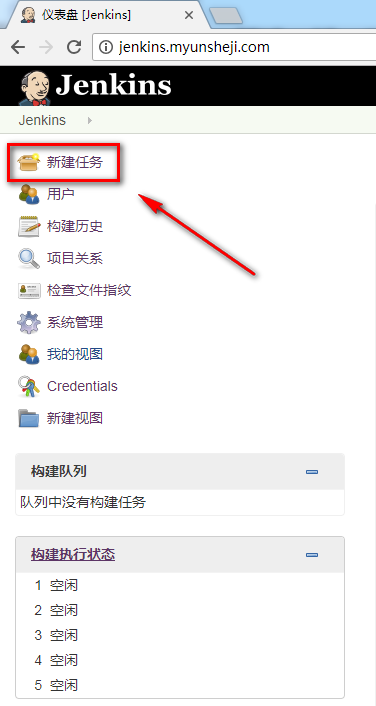 仪表盘 [Jenkins]
jenkins.myunsheji.com
Jenkins
Jenkins
新建任务
用户
构建历史
项目关系
检查文件指纹
系统管理
我的视图
Credentials
新建视图
构建队列
队列中没有构建任务
构建执行状态
1 空闲
2 空闲
3 空闲
4 空闲
5 空闲